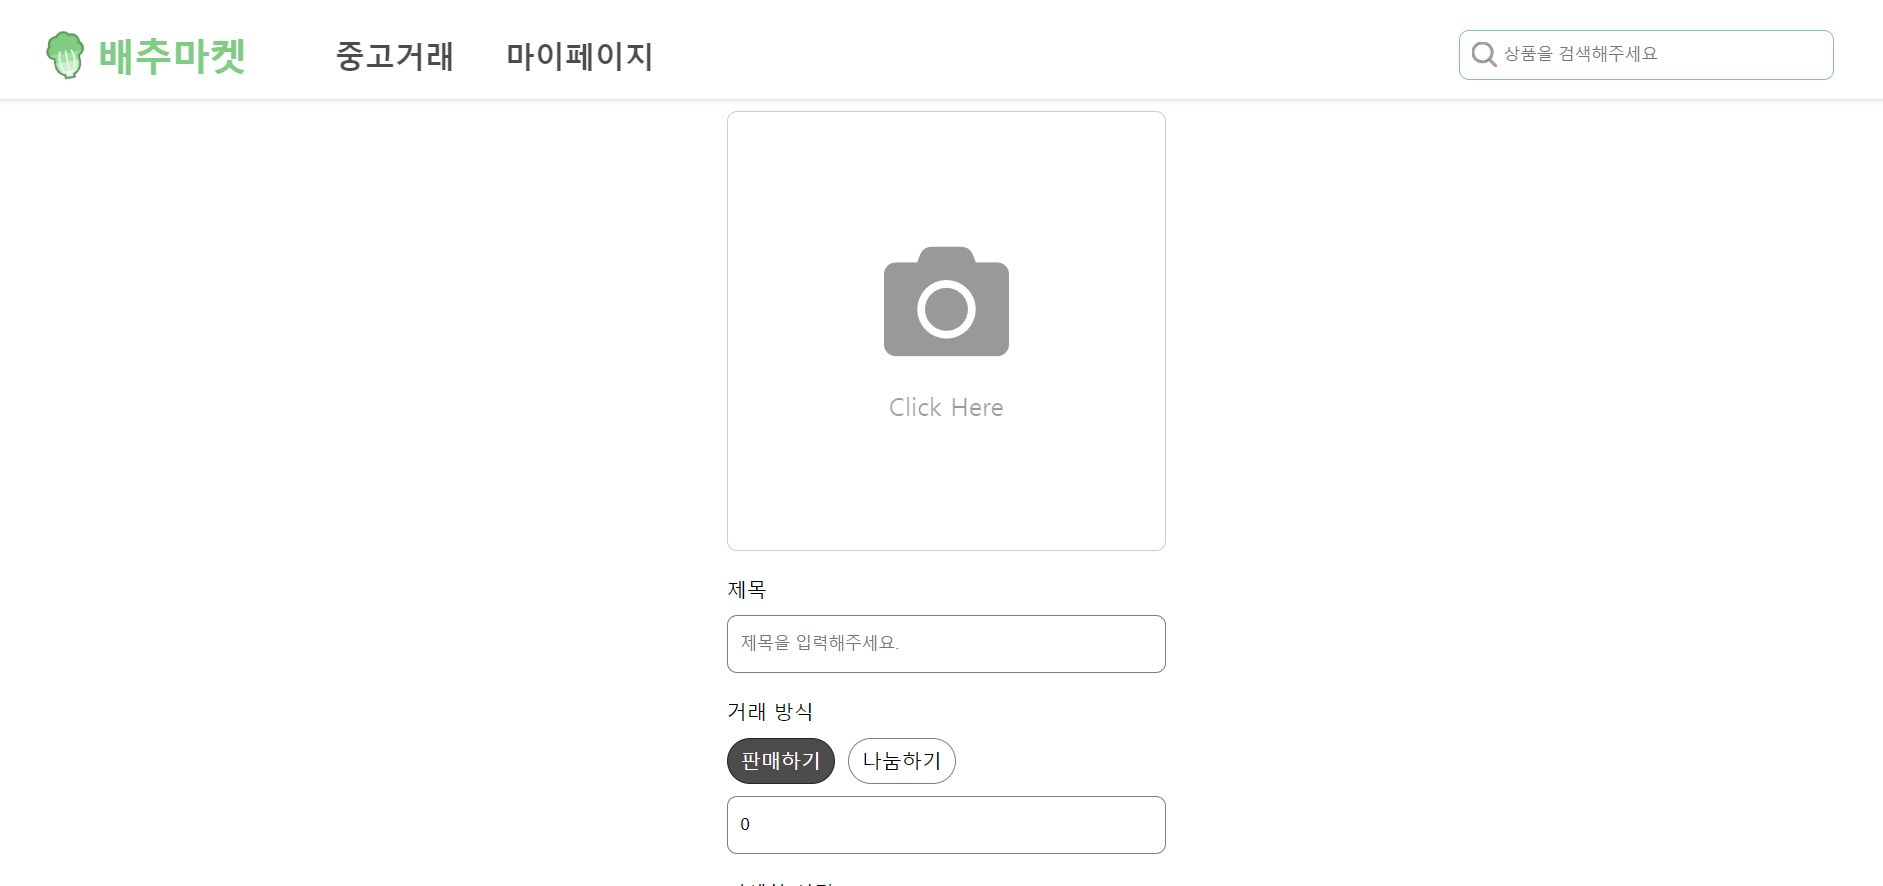 배추마켓 중고거래 마이페이지 상품을 검색해주세요
Click Here
제목
제목을 입력해주세요.
거래 방식
판매하기 나눔하기
0